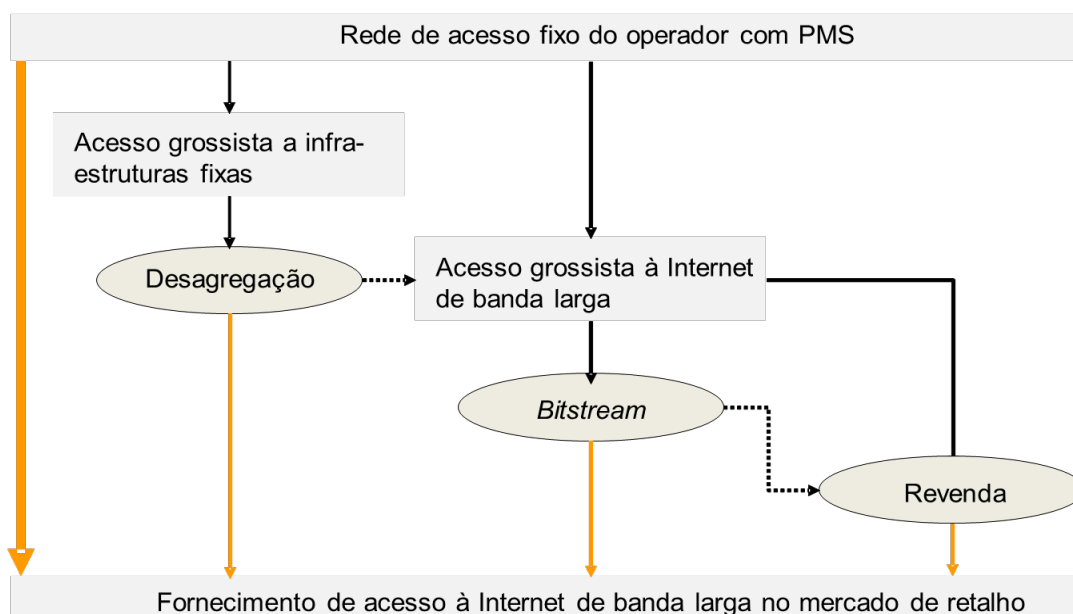 Rede de acesso fixo do operador com PMS
Acesso grossista a infra-
estruturas fixas
Desagregação
Acesso grossista à Internet
de banda larga
Bitstream
Revenda
Fornecimento de acesso à Internet de banda larga no mercado de retalho